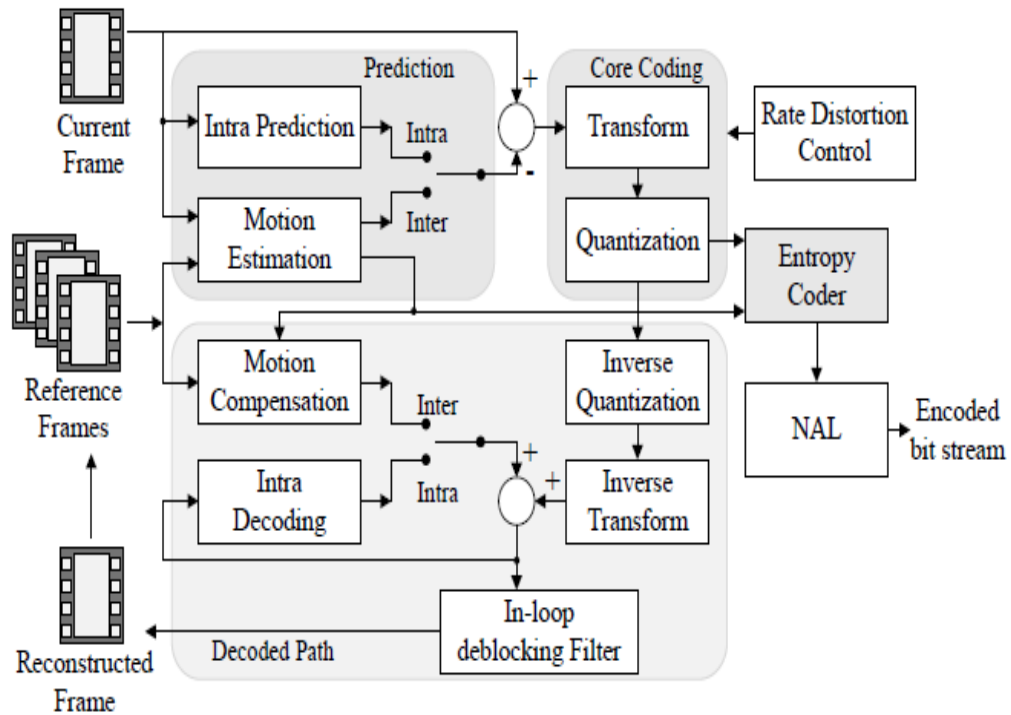 Prediction
Core Coding
+
Current
Frame
Intra Prediction
Intra
Transform
Rate Distortion
Control
-
Motion
Estimation
Inter
Quantization
Entropy
Coder
Reference
Frames
Motion
Compensation
Inter
Inverse
Quantization
NAL
Encoded
bit stream
+
+
Intra
Decoding
Intra
Inverse
Transform
In-loop
deblocking Filter
Decoded Path
Reconstructed
Frame